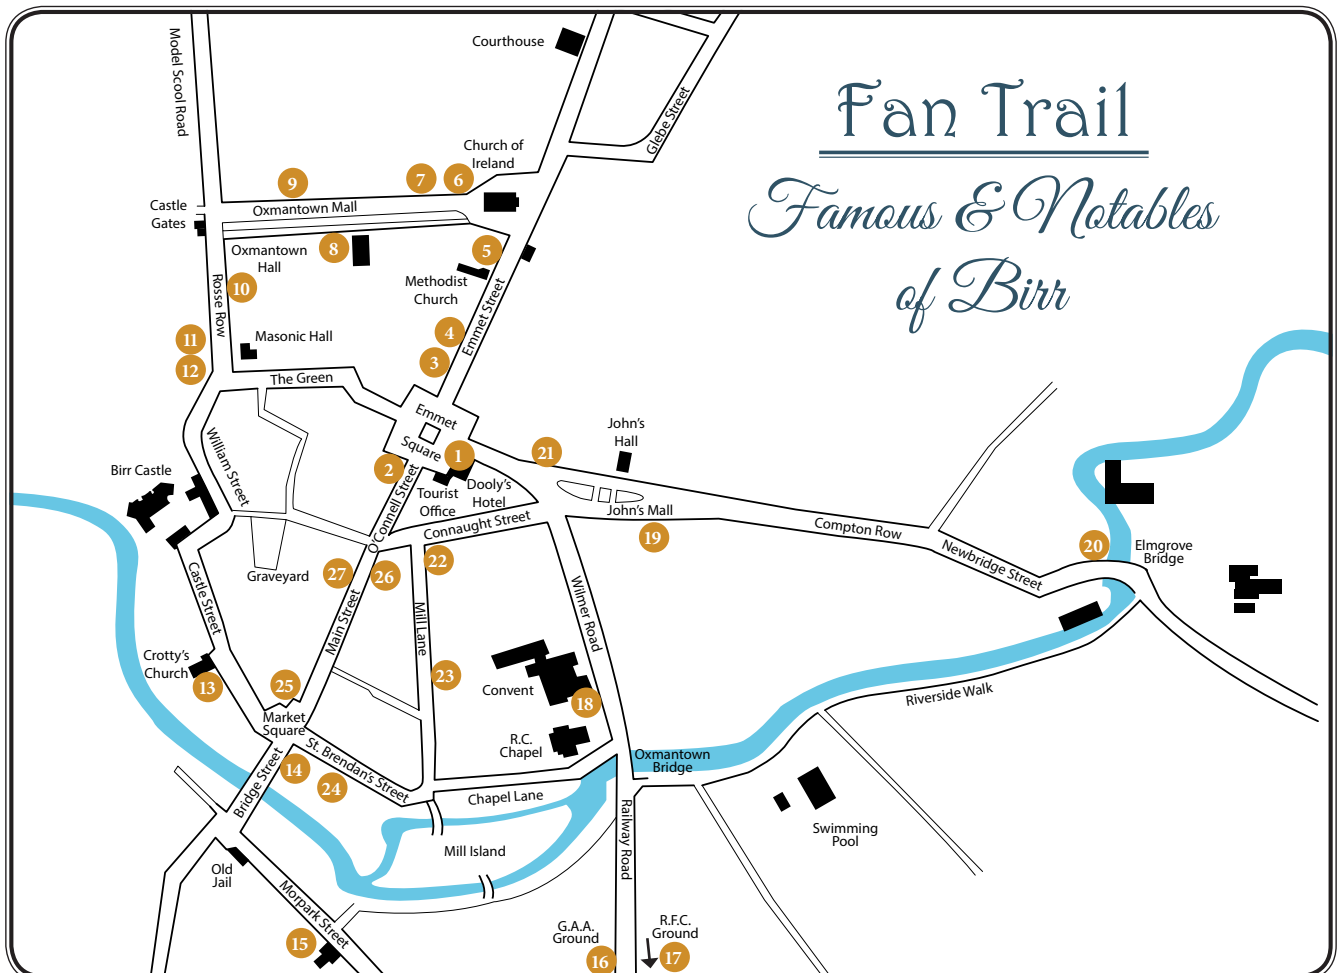 Fan Trail
Famous & Notables
of Birr
Model Scool Road
Courthouse
Glebe Street
Church of
Ireland
9
7
6
Castle
Gates
Oxmantown Mall
Oxmantown
Hall
8
5
Methodist
Church
10
Rosse Row
Emmet Street
11
12
Masonic Hall
4
3
The Green
Emmet
Square
1
2
21
John's
Hall
William Street
O'Connell Street
Tourist
Office
Dooly's
Hotel
John's Mall
Birr Castle
Connaught Street
19
Compton Row
Newbridge Street
20
Elmgrove
Bridge
Graveyard
27
26
22
Castle Street
Main Street
Mill Lane
Wilmer Road
Crotty's
Church
13
25
23
Convent
18
Riverside Walk
Market
Square
R.C.
Chapel
Oxmantown
Bridge
14
24
St. Brendan's Street
Bridge Street
Chapel Lane
Swimming
Pool
Mill Island
Railway Road
Old
Jail
Morpark Street
15
G.A.A.
Ground
16
R.F.C.
Ground
17